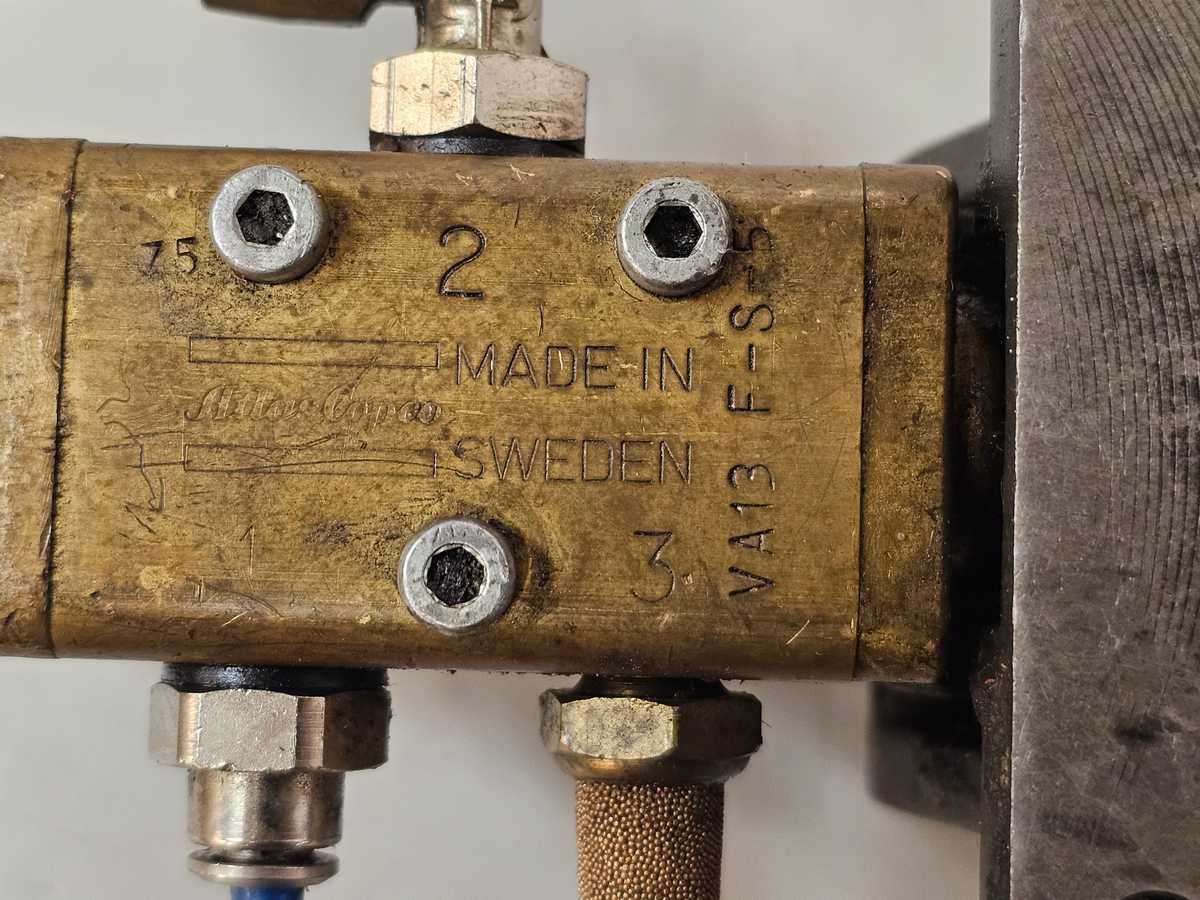 75
2
MADE IN
Atlas Copco
SWEDEN
1
3
VA13 F-S-5